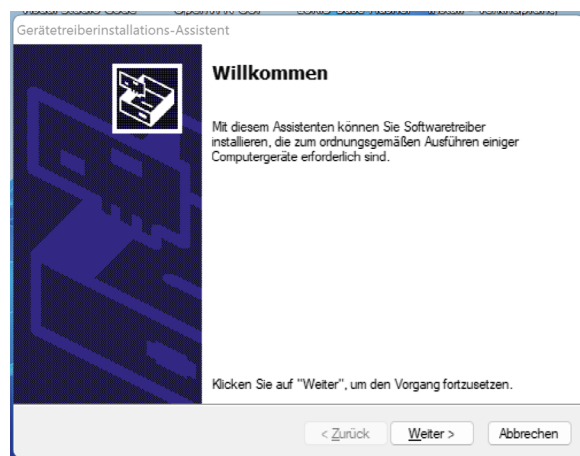 Gerätetreiberinstallations-Assistent
Willkommen
Mit diesem Assistenten können Sie Softwaretreiber
installieren, die zum ordnungsgemäßen Ausführen einiger
Computergeräte erforderlich sind.
Klicken Sie auf "Weiter", um den Vorgang fortzusetzen.
< Zurück
Weiter >
Abbrechen